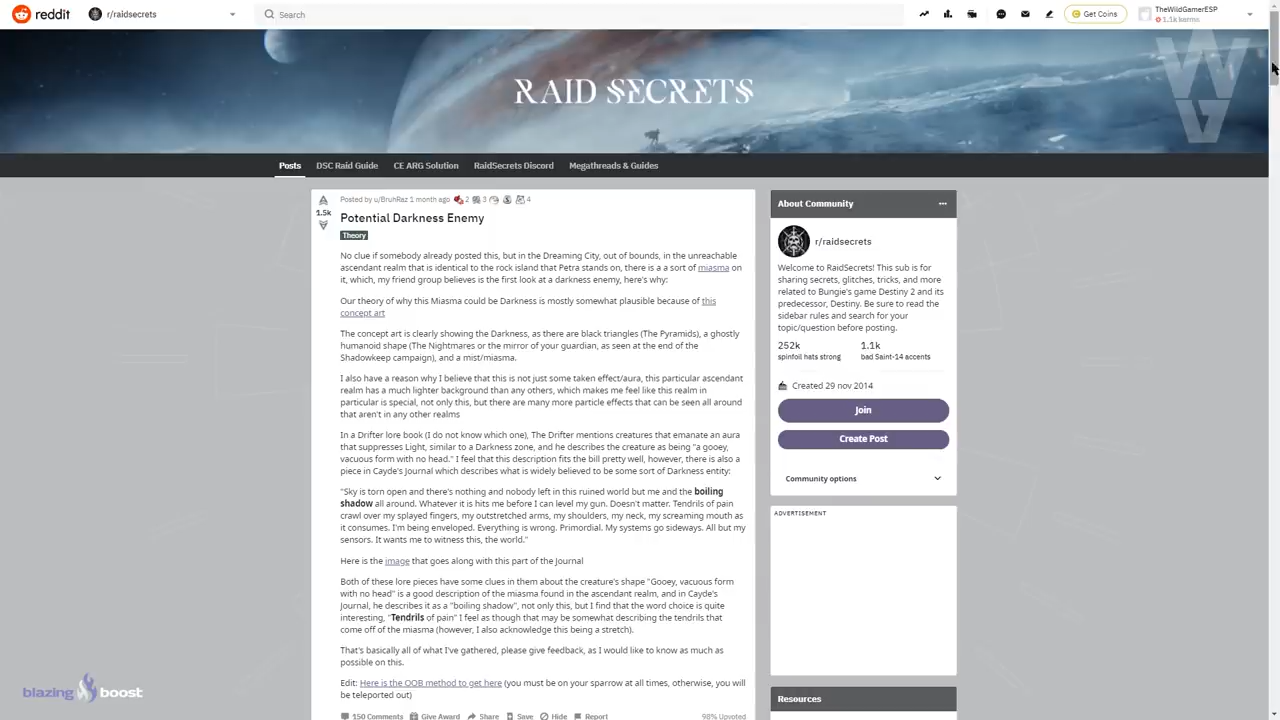 reddit r/raidsecrets Search Get Coins TheWildGamerESP
1.1k karma
RAID SECRETS
WG
Posts DSC Raid Guide CE ARG Solution RaidSecrets Discord Megathreads & Guides
1.5k
Posted by u/BruhRaz 1 month ago 2 3 4
Potential Darkness Enemy
Theory
No clue if somebody already posted this, but in the Dreaming City, out of bounds, in the unreachable
ascendant realm that is identical to the rock island that Petra stands on, there is a a sort of miasma on
it, which, my friend group believes is the first look at a darkness enemy, here's why:
Our theory of why this Miasma could be Darkness is mostly somewhat plausible because of this
concept art
The concept art is clearly showing the Darkness, as there are black triangles (The Pyramids), a ghostly
humanoid shape (The Nightmares or the mirror of your guardian, as seen at the end of the
Shadowkeep campaign), and a mist/miasma.
I also have a reason why I believe that this is not just some taken effect/aura, this particular ascendant
realm has a much lighter background than any others, which makes me feel like this realm in
particular is special, not only this, but there are many more particle effects that can be seen all around
that aren't in any other realms
In a Drifter lore book (I do not know which one), The Drifter mentions creatures that emanate an aura
that suppresses Light, similar to a Darkness zone, and he describes the creature as being "a gooey,
vacuous form with no head." I feel that this description fits the bill pretty well, however, there is also a
piece in Cayde's Journal which describes what is widely believed to be some sort of Darkness entity:
"Sky is torn open and there's nothing and nobody left in this ruined world but me and the boiling
shadow all around. Whatever it is hits me before I can level my gun. Doesn't matter. Tendrils of pain
crawl over my splayed fingers, my outstretched arms, my shoulders, my neck, my screaming mouth as
it consumes. I'm being enveloped. Everything is wrong. Primordial. My systems go sideways. All but my
sensors. It wants me to witness this, the world."
Here is the image that goes along with this part of the Journal
Both of these lore pieces have some clues in them about the creature's shape "Gooey, vacuous form
with no head" is a good description of the miasma found in the ascendant realm, and in Cayde's
Journal, he describes it as a "boiling shadow", not only this, but I find that the word choice is quite
interesting, "Tendrils of pain" I feel as though that may be somewhat describing the tendrils that
come off of the miasma (however, I also acknowledge this being a stretch).
That's basically all of what I've gathered, please give feedback, as I would like to know as much as
possible on this.
Edit: Here is the OOB method to get here (you must be on your sparrow at all times, otherwise, you will
be teleported out)
150 Comments Give Award Share Save Hide Report 98% Upvoted
About Community
r/raidsecrets
Welcome to RaidSecrets! This sub is for
sharing secrets, glitches, tricks, and more
related to Bungie's game Destiny 2 and its
predecessor, Destiny. Be sure to read the
sidebar rules and search for your
topic/question before posting.
252k 1.1k
spinfoil hats strong bad Saint-14 accents
Created 29 nov 2014
Join
Create Post
Community options
ADVERTISEMENT
Resources
blazing boost